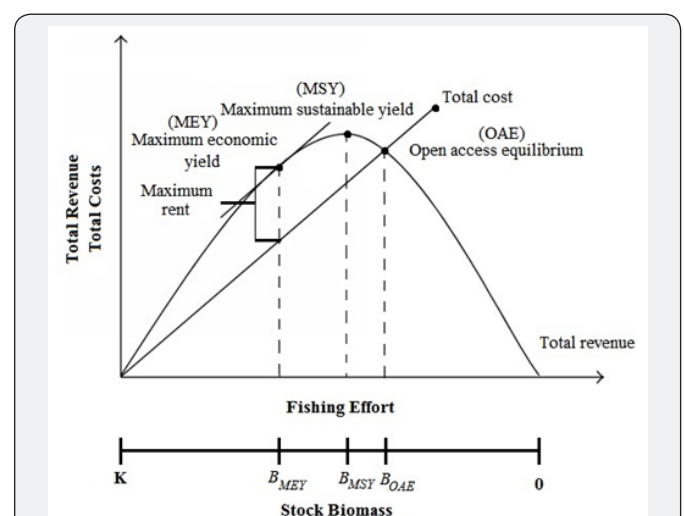 (MSY)
Maximum sustainable yield
Total cost
(MEY)
Maximum economic
yield
(OAE)
Open access equilibrium
Maximum
rent
Total Revenue
Total Costs
Total revenue
Fishing Effort
K
B_MEY
B_MSY
B_OAE
0
Stock Biomass